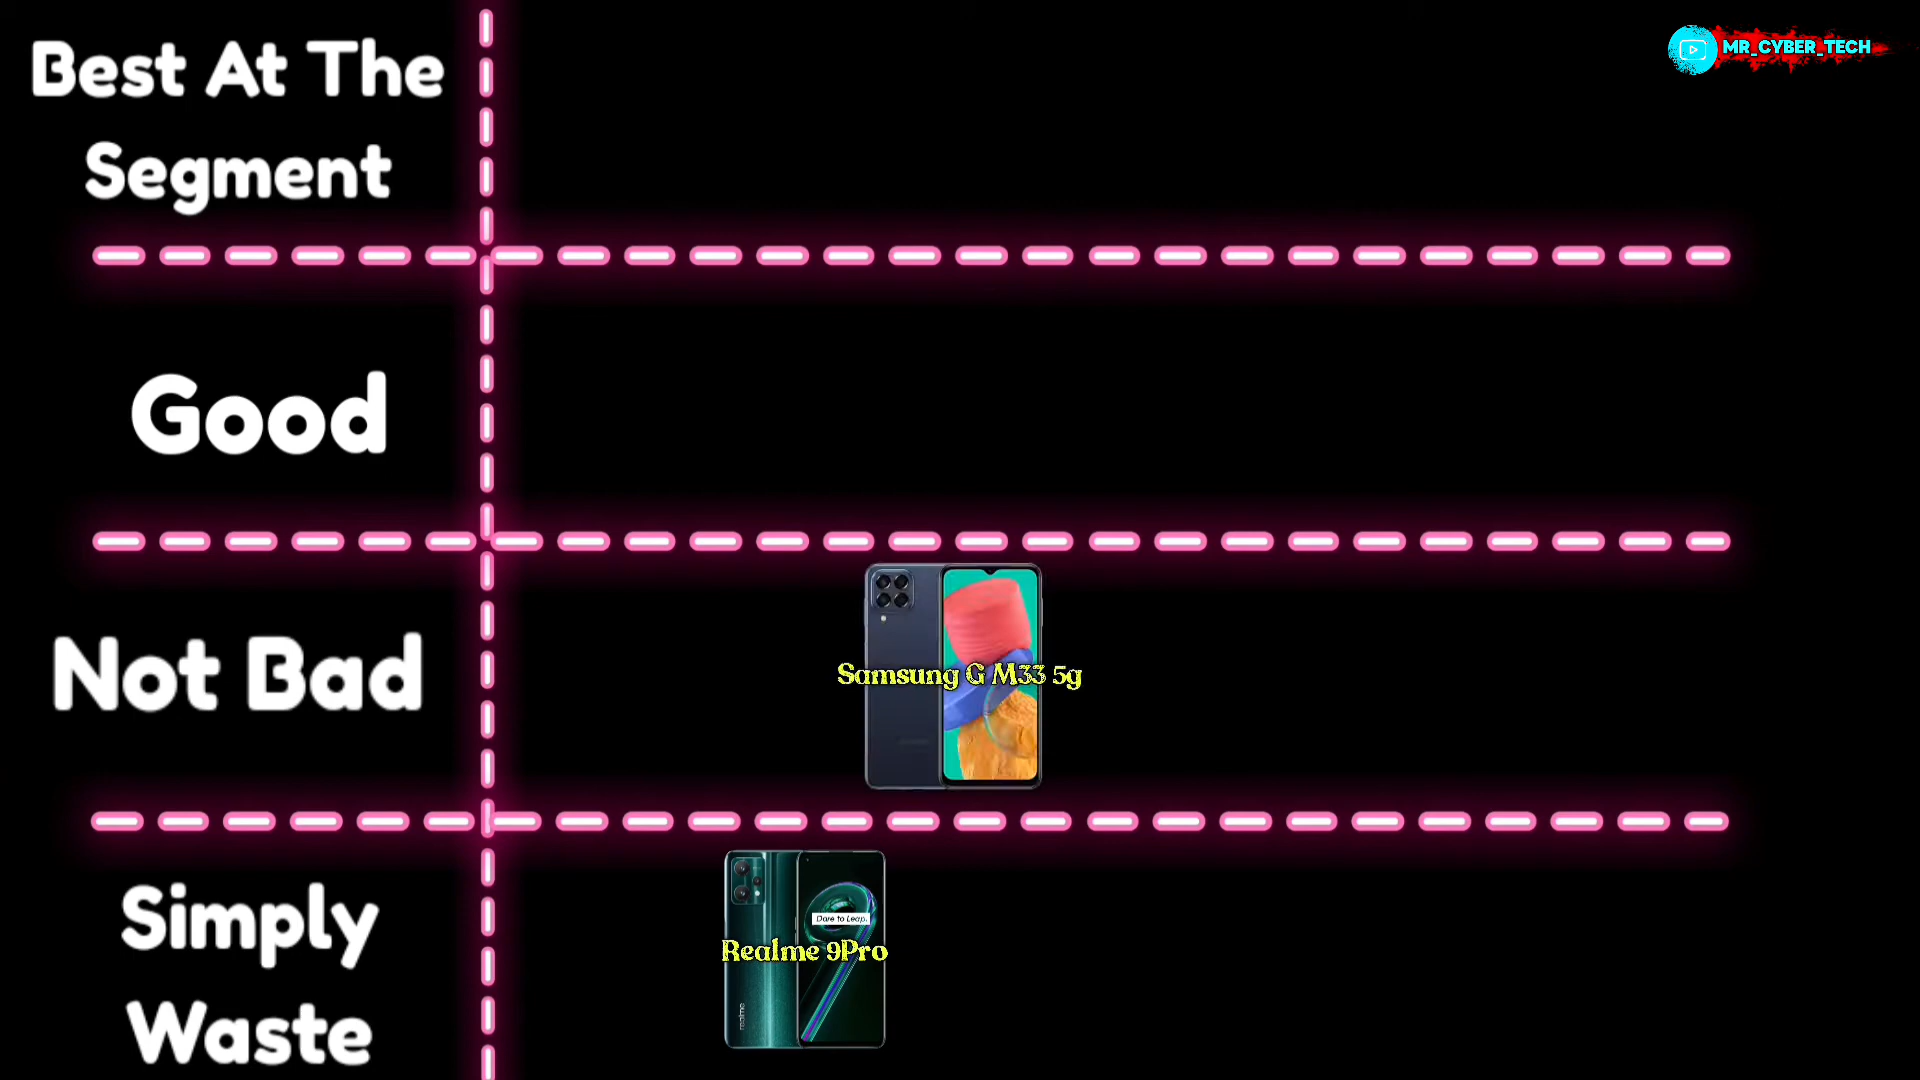 Best At The
Segment
MR_CYBER_TECH
Good
Not Bad
Samsung G M33 5g
Simply
Waste
Dare to Leap.
Realme 9Pro
realme